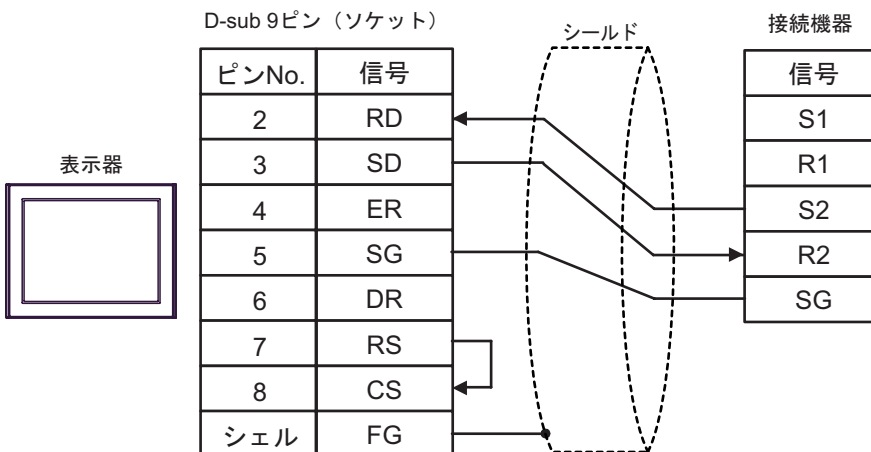 D-sub 9ピン（ソケット）
シールド
接続機器
表示器
ピンNo. 信号
2 RD
3 SD
4 ER
5 SG
6 DR
7 RS
8 CS
シェル FG
信号
S1
R1
S2
R2
SG